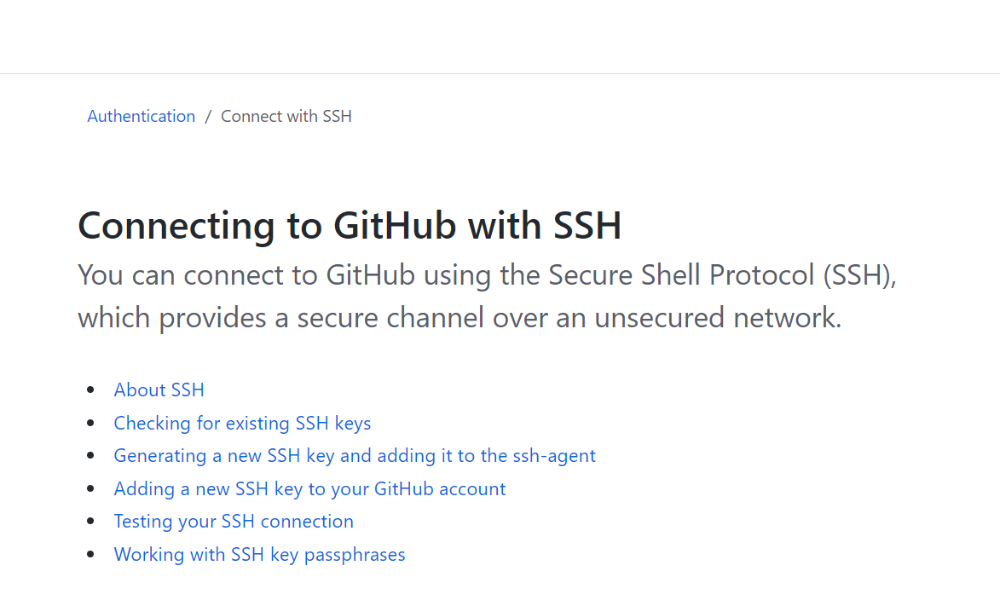 Authentication / Connect with SSH
Connecting to GitHub with SSH
You can connect to GitHub using the Secure Shell Protocol (SSH),
which provides a secure channel over an unsecured network.
• About SSH
• Checking for existing SSH keys
• Generating a new SSH key and adding it to the ssh-agent
• Adding a new SSH key to your GitHub account
• Testing your SSH connection
• Working with SSH key passphrases